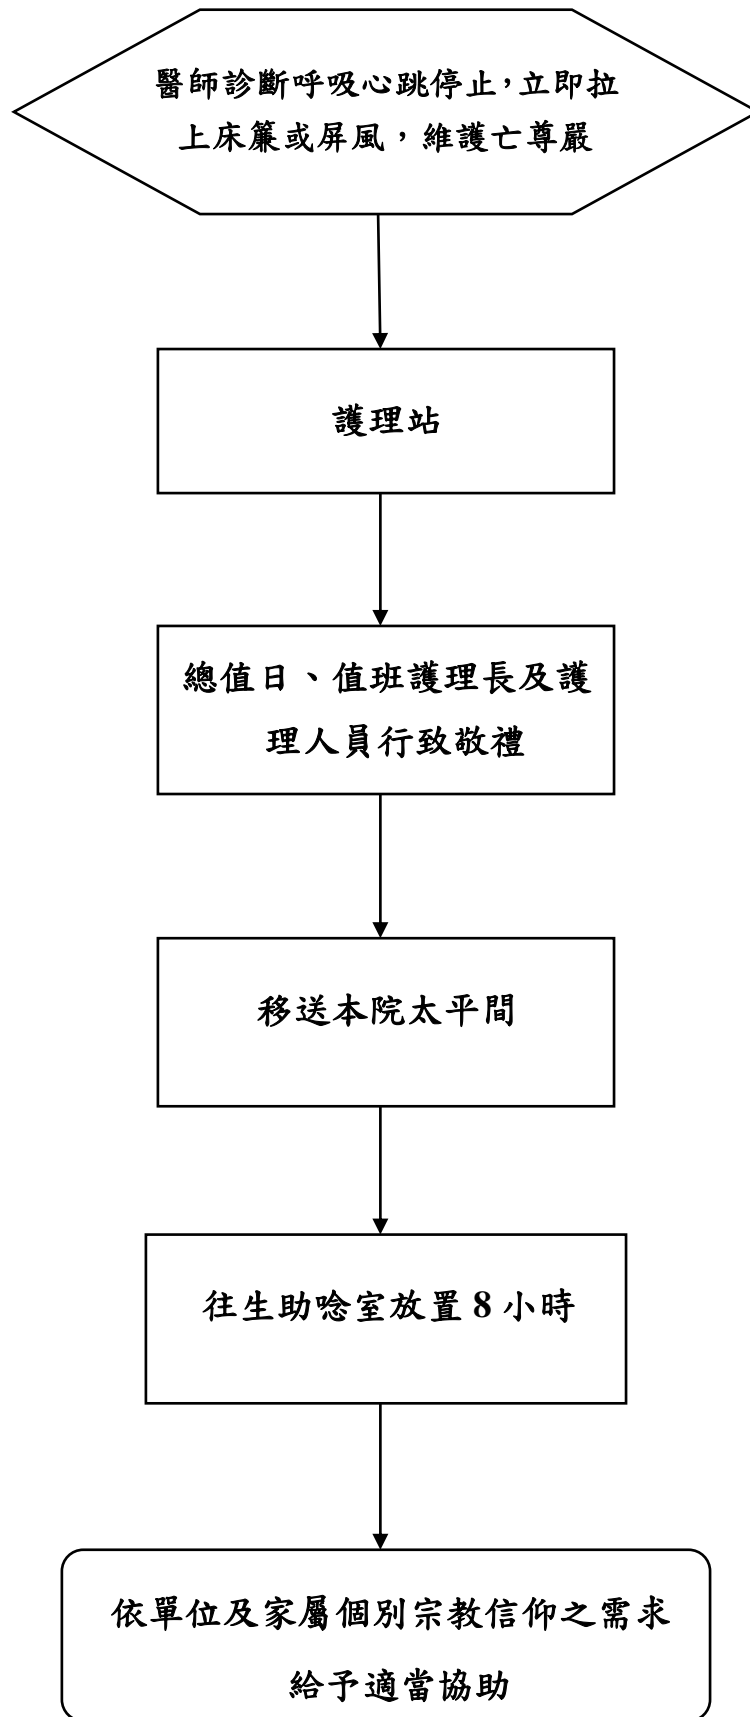 醫師診斷呼吸心跳停止,立即拉
上床簾或屏風，維護亡尊嚴
護理站
總值日、值班護理長及護
理人員行致敬禮
移送本院太平間
往生助唸室放置 8 小時
依單位及家屬個別宗教信仰之需求
給予適當協助